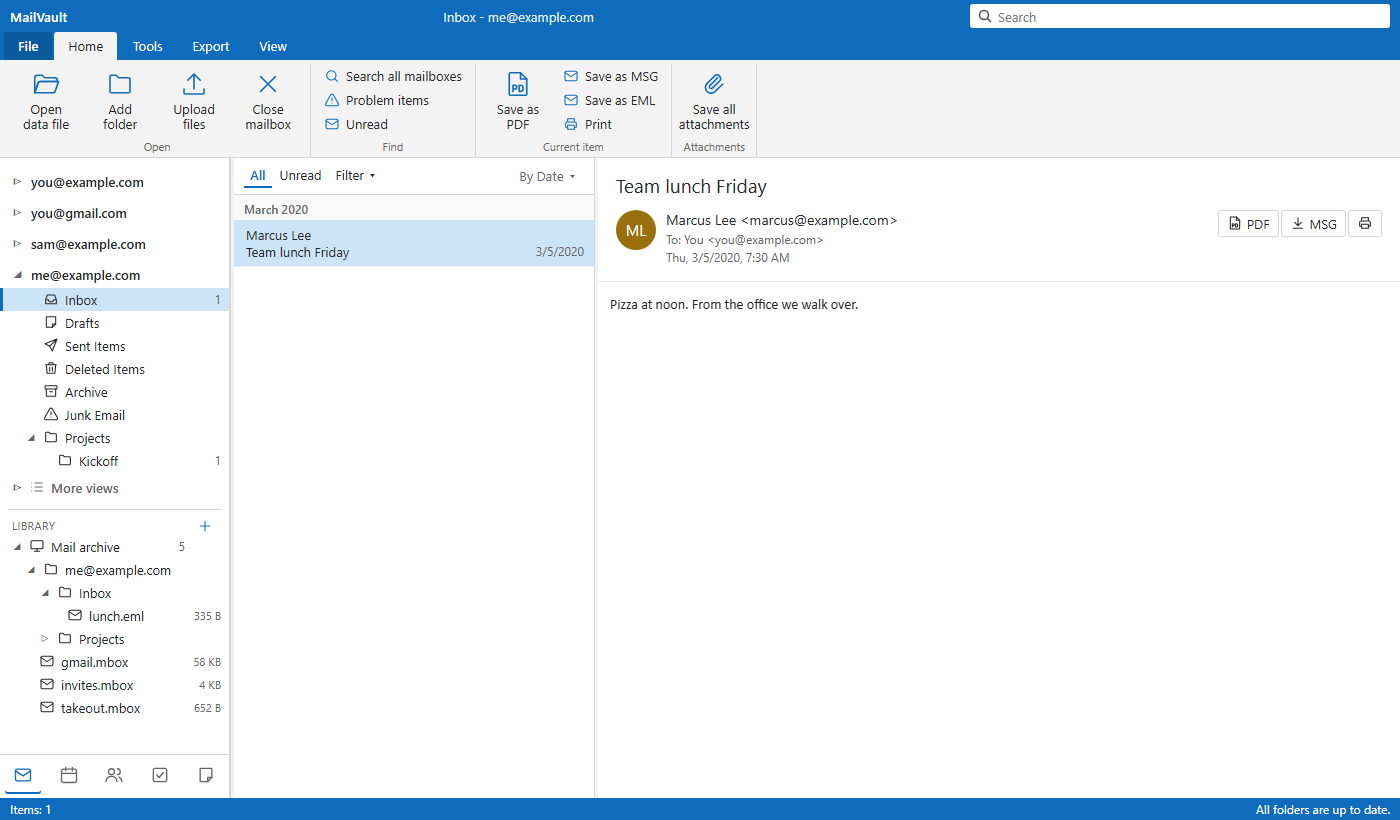 MailVault
Inbox - me@example.com
Search
File
Home
Tools
Export
View
Open
data file
Add
folder
Upload
files
Close
mailbox
Open
Search all mailboxes
Problem items
Unread
Find
Save as
PDF
Save as MSG
Save as EML
Print
Current item
Save all
attachments
Attachments
you@example.com
you@gmail.com
sam@example.com
me@example.com
Inbox 1
Drafts
Sent Items
Deleted Items
Archive
Junk Email
Projects
Kickoff 1
More views
LIBRARY +
Mail archive 5
me@example.com
Inbox
lunch.eml 335 B
Projects
gmail.mbox 58 KB
invites.mbox 4 KB
takeout.mbox 652 B
All Unread Filter By Date
March 2020
Marcus Lee
Team lunch Friday 3/5/2020
Team lunch Friday
ML
Marcus Lee <marcus@example.com>
To: You <you@example.com>
Thu, 3/5/2020, 7:30 AM
PDF
MSG
Pizza at noon. From the office we walk over.
Items: 1
All folders are up to date.